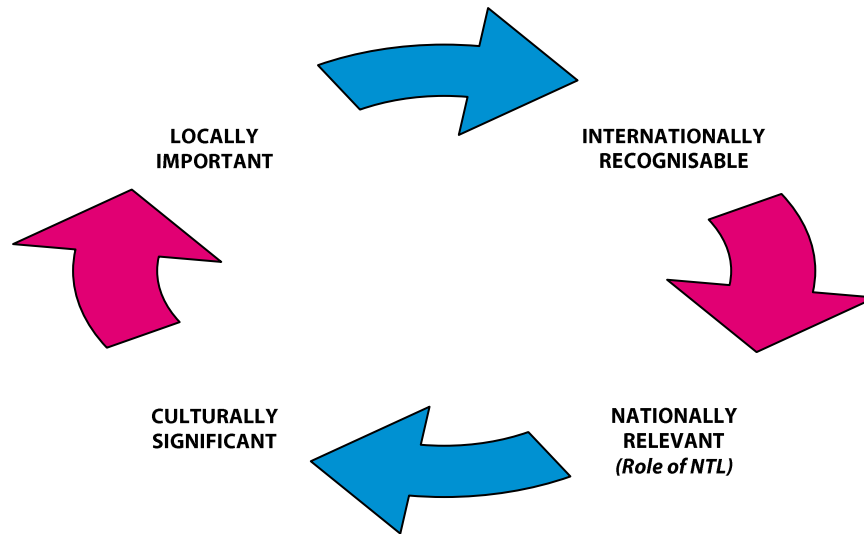 LOCALLY
IMPORTANT
INTERNATIONALLY
RECOGNISABLE
CULTURALLY
SIGNIFICANT
NATIONALLY
RELEVANT
(Role of NTL)